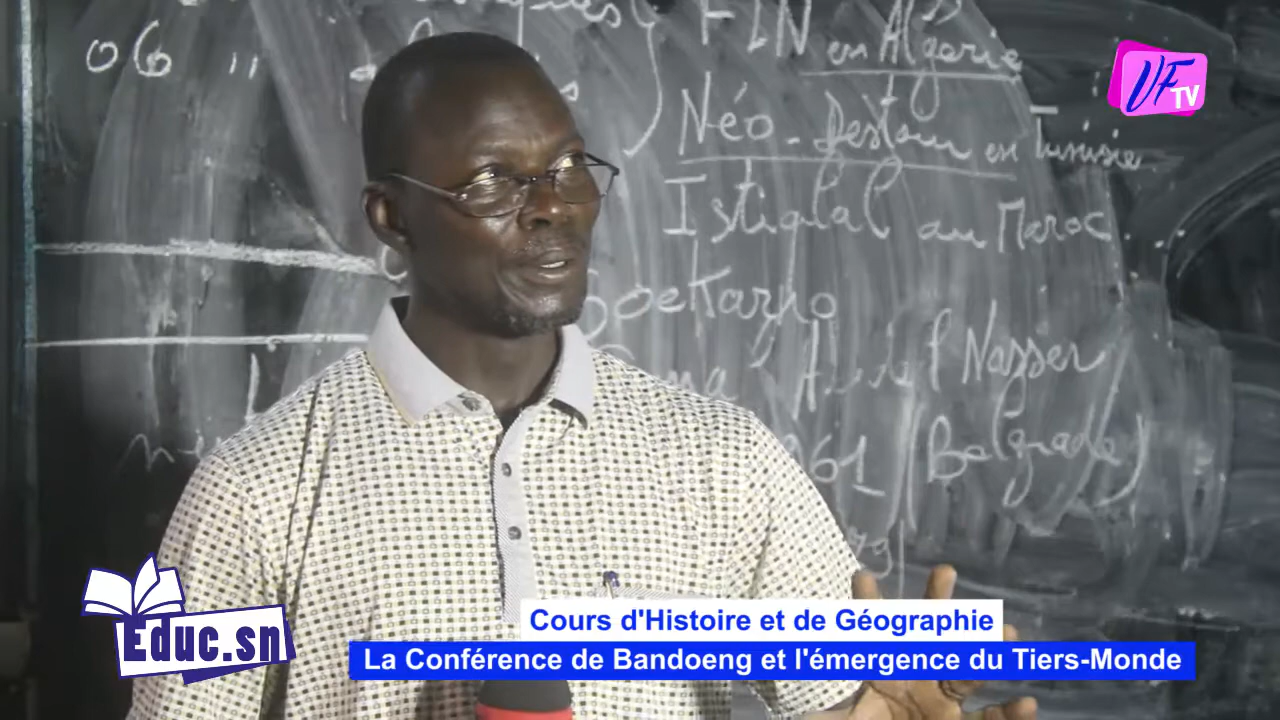 FLN en Algérie
06 "
Néo-Destour en Tunisie
Istiqlal au Maroc
Soekarno
Nasser
1961 (Belgrade)
VF
TV
Educ.sn
Cours d'Histoire et de Géographie
La Conférence de Bandoeng et l'émergence du Tiers-Monde